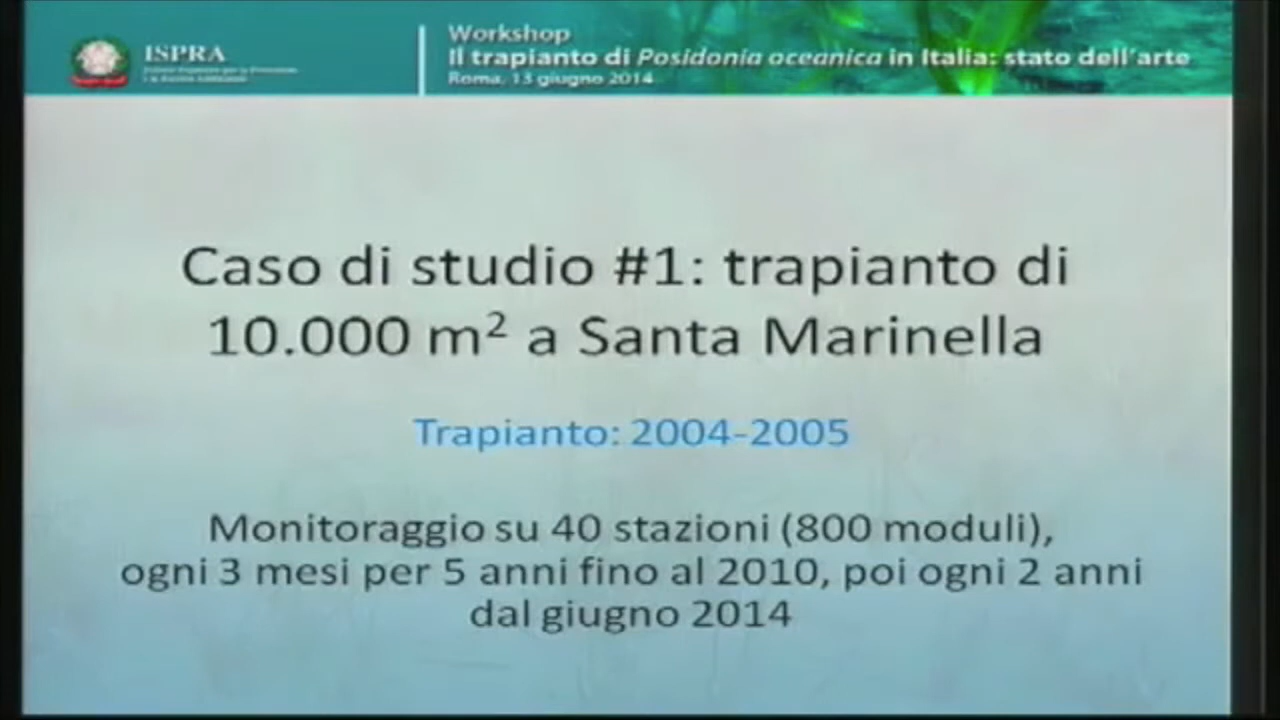 ISPRA
Workshop
Il trapianto di Posidonia oceanica in Italia: stato dell'arte
Roma, 13 giugno 2014
Caso di studio #1: trapianto di
10.000 m² a Santa Marinella
Trapianto: 2004-2005
Monitoraggio su 40 stazioni (800 moduli),
ogni 3 mesi per 5 anni fino al 2010, poi ogni 2 anni
dal giugno 2014